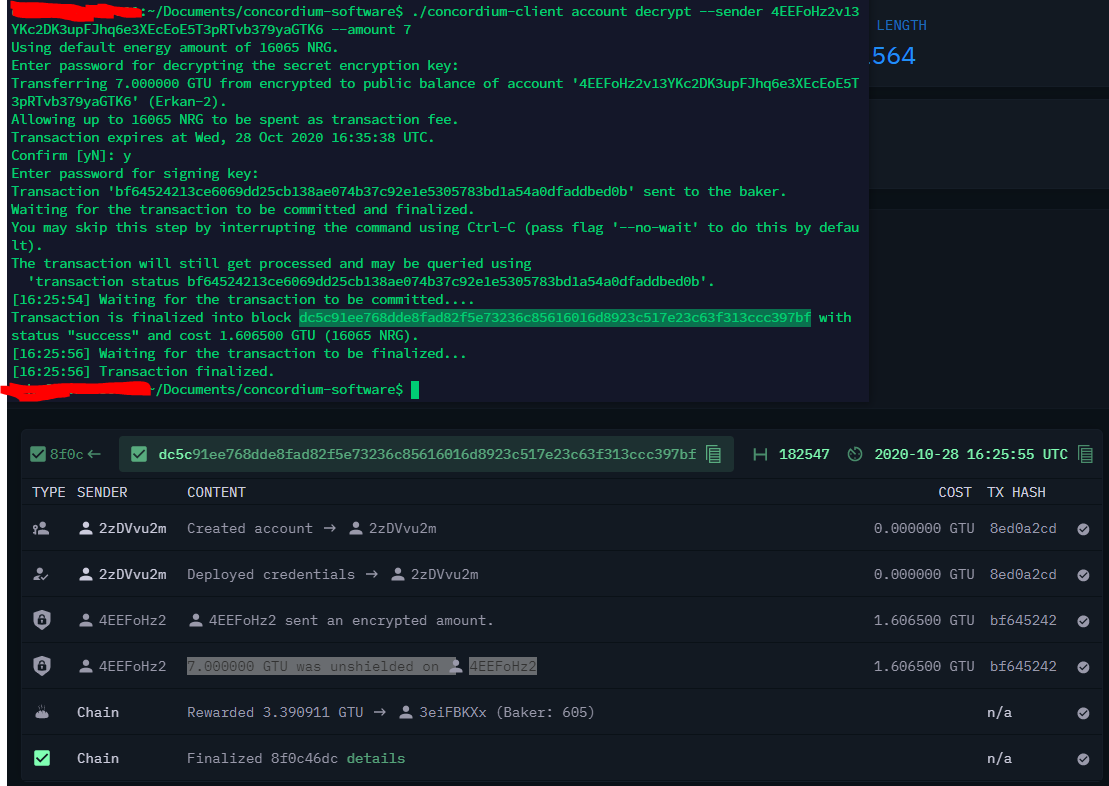 :~/Documents/concordium-software$ ./concordium-client account decrypt --sender 4EEFoHz2v13
YKc2DK3upFJhq6e3XEcEoE5T3pRTvb379yaGTK6 --amount 7
Using default energy amount of 16065 NRG.
Enter password for decrypting the secret encryption key:
Transferring 7.000000 GTU from encrypted to public balance of account '4EEFoHz2v13YKc2DK3upFJhq6e3XEcEoE5T
3pRTvb379yaGTK6' (Erkan-2).
Allowing up to 16065 NRG to be spent as transaction fee.
Transaction expires at Wed, 28 Oct 2020 16:35:38 UTC.
Confirm [yN]: y
Enter password for signing key:
Transaction 'bf64524213ce6069dd25cb138ae074b37c92e1e5305783bd1a54a0dfaddbed0b' sent to the baker.
Waiting for the transaction to be committed and finalized.
You may skip this step by interrupting the command using Ctrl-C (pass flag '--no-wait' to do this by defau
lt).
The transaction will still get processed and may be queried using
'transaction status bf64524213ce6069dd25cb138ae074b37c92e1e5305783bd1a54a0dfaddbed0b'.
[16:25:54] Waiting for the transaction to be committed....
Transaction is finalized into block dc5c91ee768dde8fad82f5e73236c85616016d8923c517e23c63f313ccc397bf with
status "success" and cost 1.606500 GTU (16065 NRG).
[16:25:56] Waiting for the transaction to be finalized...
[16:25:56] Transaction finalized.
~/Documents/concordium-software$
LENGTH
564
8f0c← dc5c91ee768dde8fad82f5e73236c85616016d8923c517e23c63f313ccc397bf 182547 2020-10-28 16:25:55 UTC
TYPE SENDER CONTENT COST TX HASH
2zDVvu2m Created account → 2zDVvu2m 0.000000 GTU 8ed0a2cd
2zDVvu2m Deployed credentials → 2zDVvu2m 0.000000 GTU 8ed0a2cd
4EEFoHz2 4EEFoHz2 sent an encrypted amount. 1.606500 GTU bf645242
4EEFoHz2 7.000000 GTU was unshielded on 4EEFoHz2 1.606500 GTU bf645242
Chain Rewarded 3.390911 GTU → 3eiFBKXx (Baker: 605) n/a
Chain Finalized 8f0c46dc details n/a